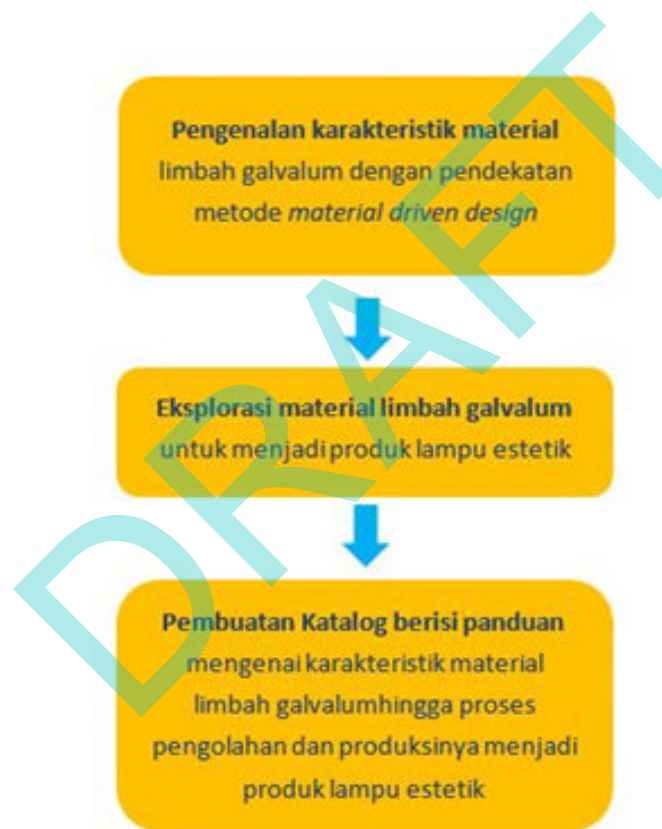 Pengenalan karakteristik material
limbah galvalum dengan pendekatan
metode material driven design
Eksplorasi material limbah galvalum
untuk menjadi produk lampu estetik
Pembuatan Katalog berisi panduan
mengenai karakteristik material
limbah galvalumhingga proses
pengolahan dan produksinya menjadi
produk lampu estetik
DRAFT